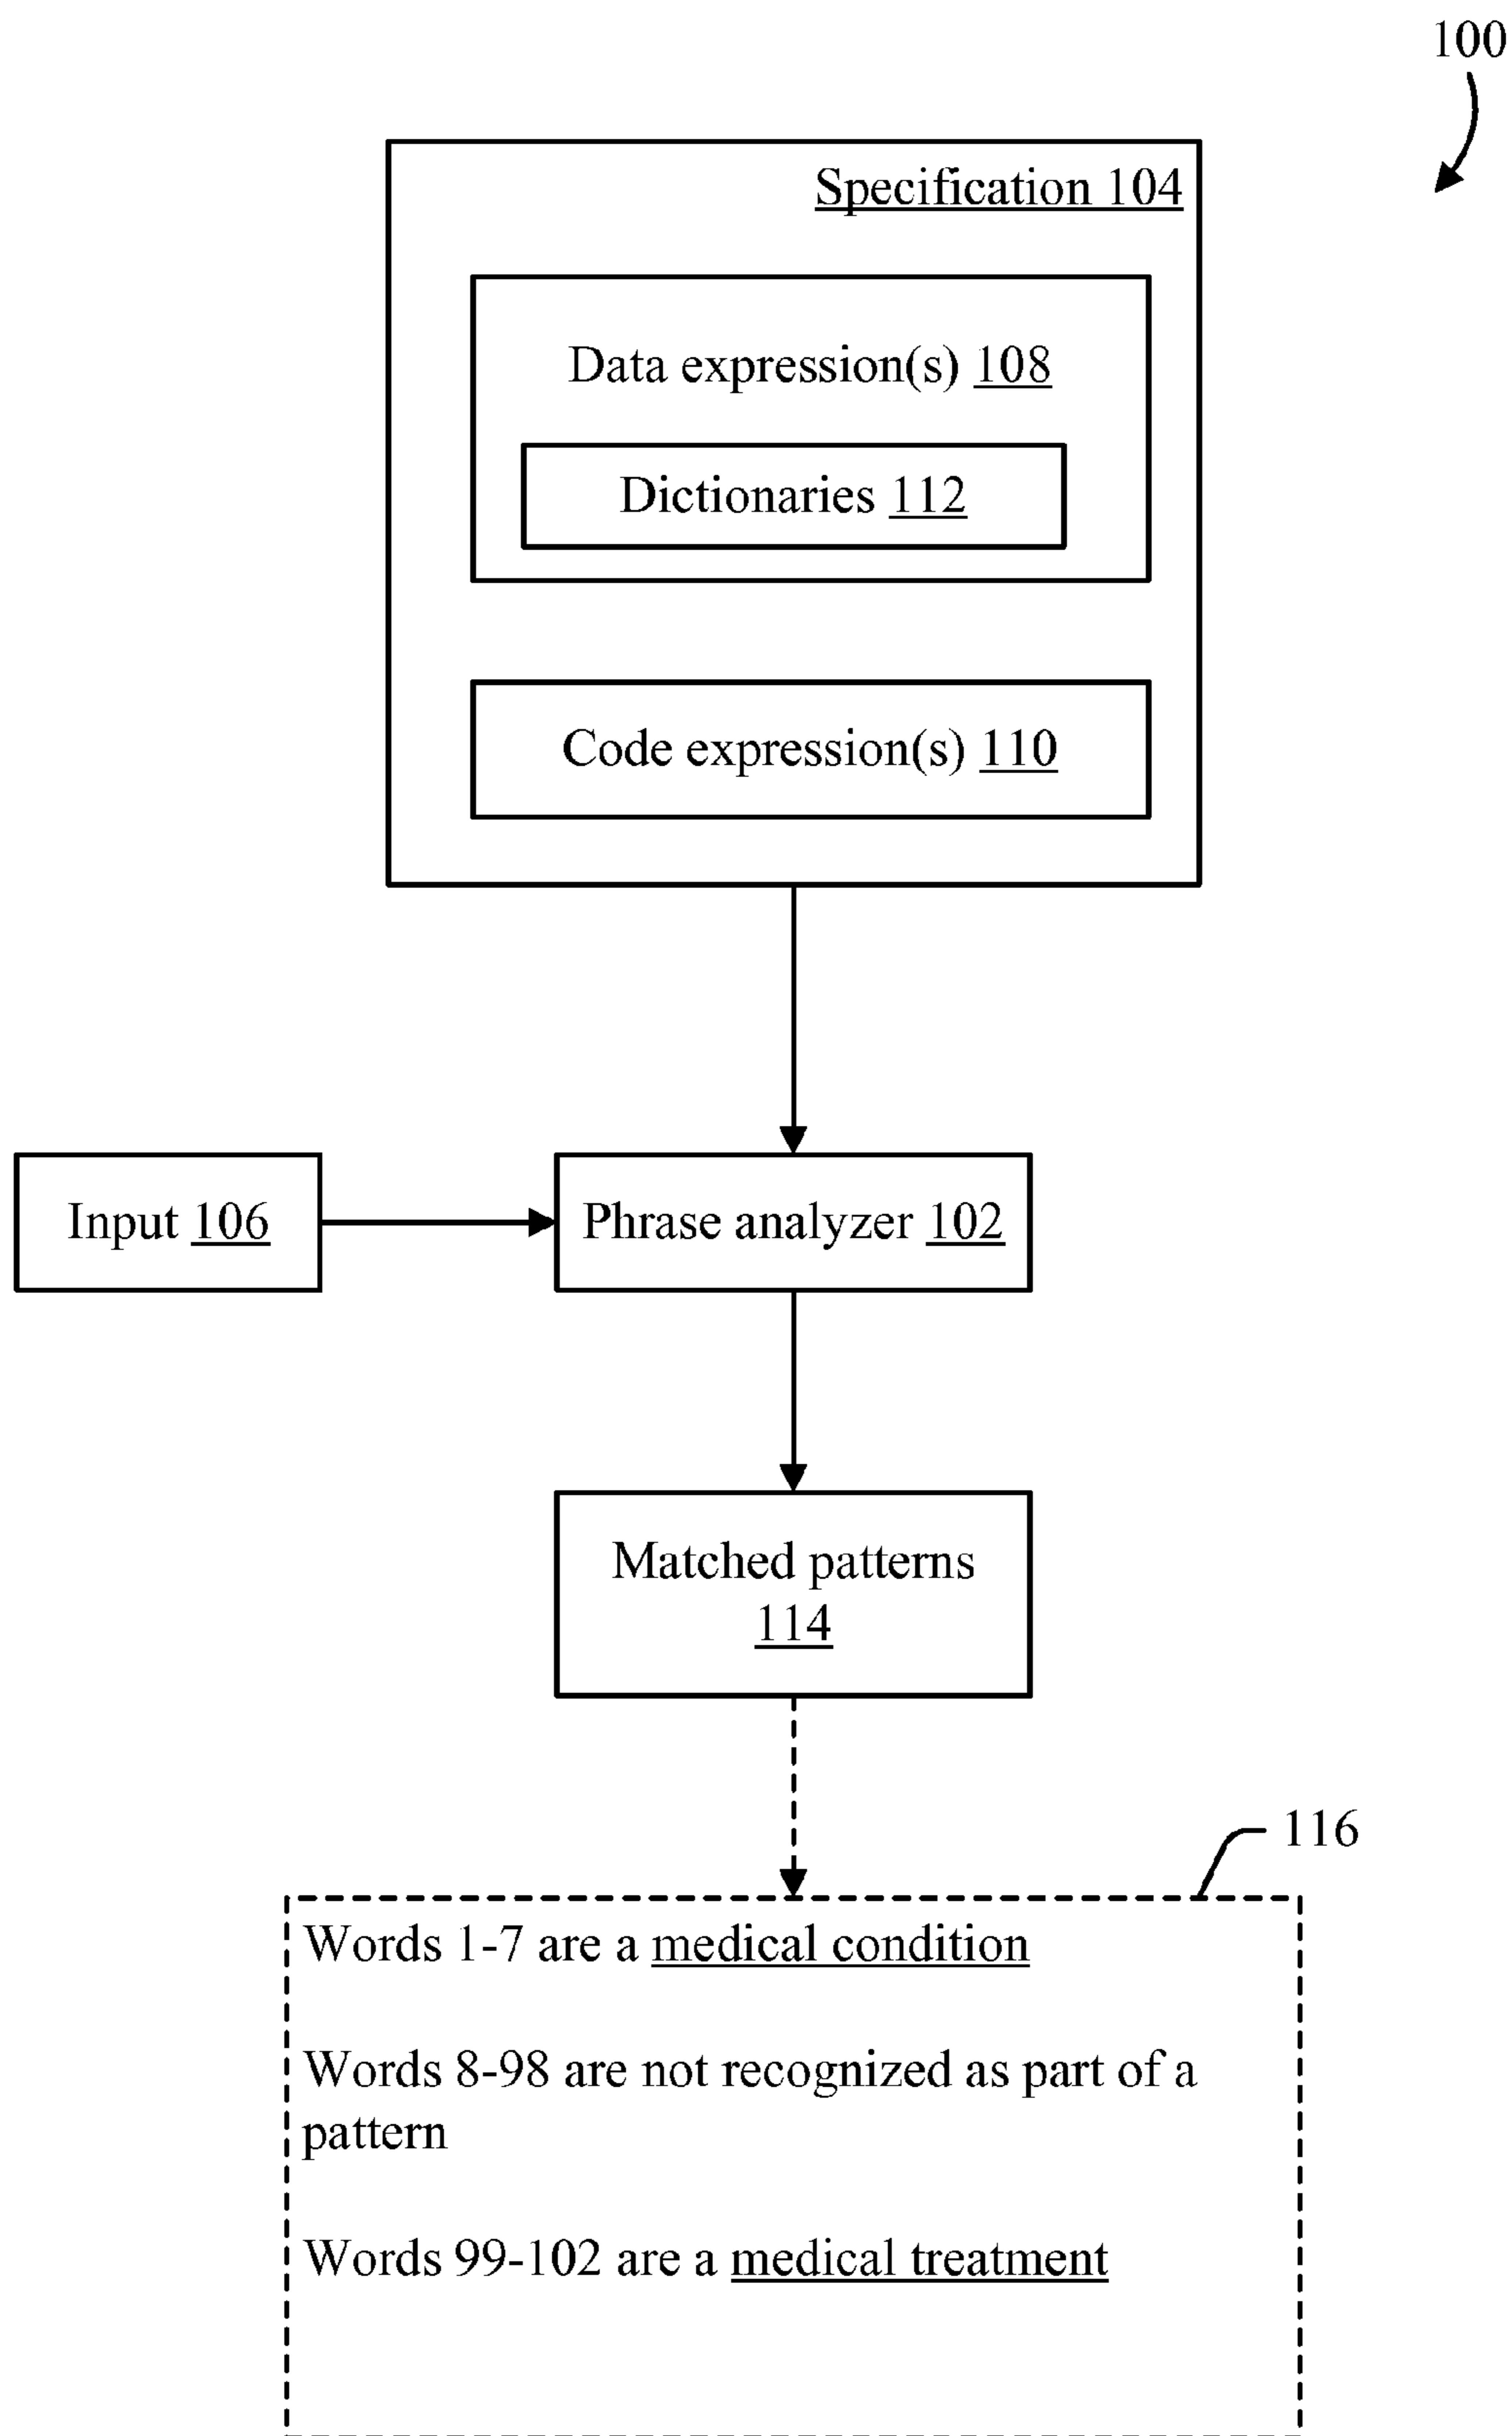 100
Specification 104
Data expression(s) 108
Dictionaries 112
Code expression(s) 110
Input 106
Phrase analyzer 102
Matched patterns
114
116
Words 1-7 are a medical condition
Words 8-98 are not recognized as part of a
pattern
Words 99-102 are a medical treatment